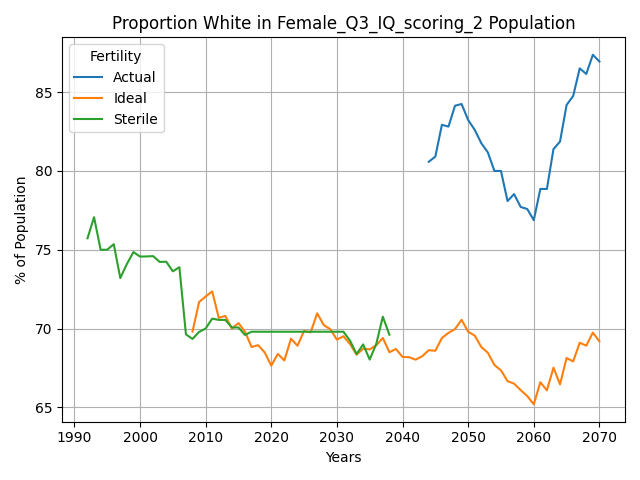 Proportion White in Female_Q3_IQ_scoring_2 Population
Fertility
Actual
Ideal
Sterile
% of Population
85
80
75
70
65
1990
2000
2010
2020
2030
2040
2050
2060
2070
Years